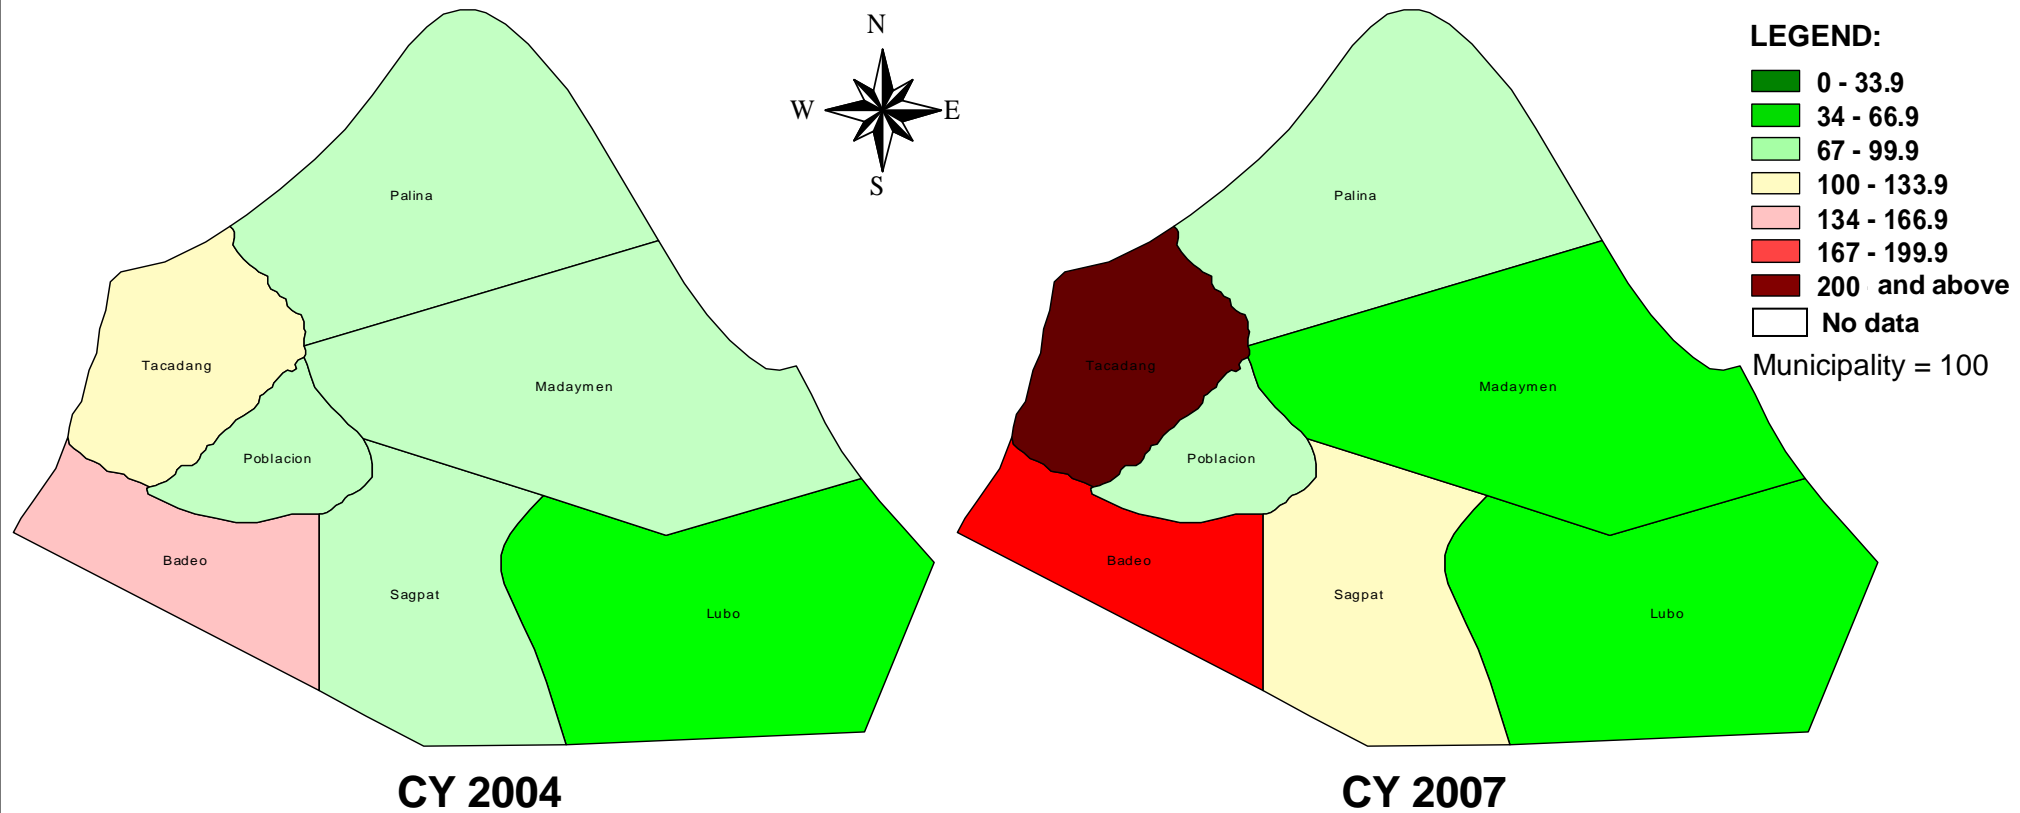 N
W
E
S
Palina
Tacadang
Madaymen
Poblacion
Badeo
Sagpat
Lubo
CY 2004
Palina
Tacadang
Madaymen
Poblacion
Badeo
Sagpat
Lubo
CY 2007
LEGEND:
0 - 33.9
34 - 66.9
67 - 99.9
100 - 133.9
134 - 166.9
167 - 199.9
200 and above
No data
Municipality = 100